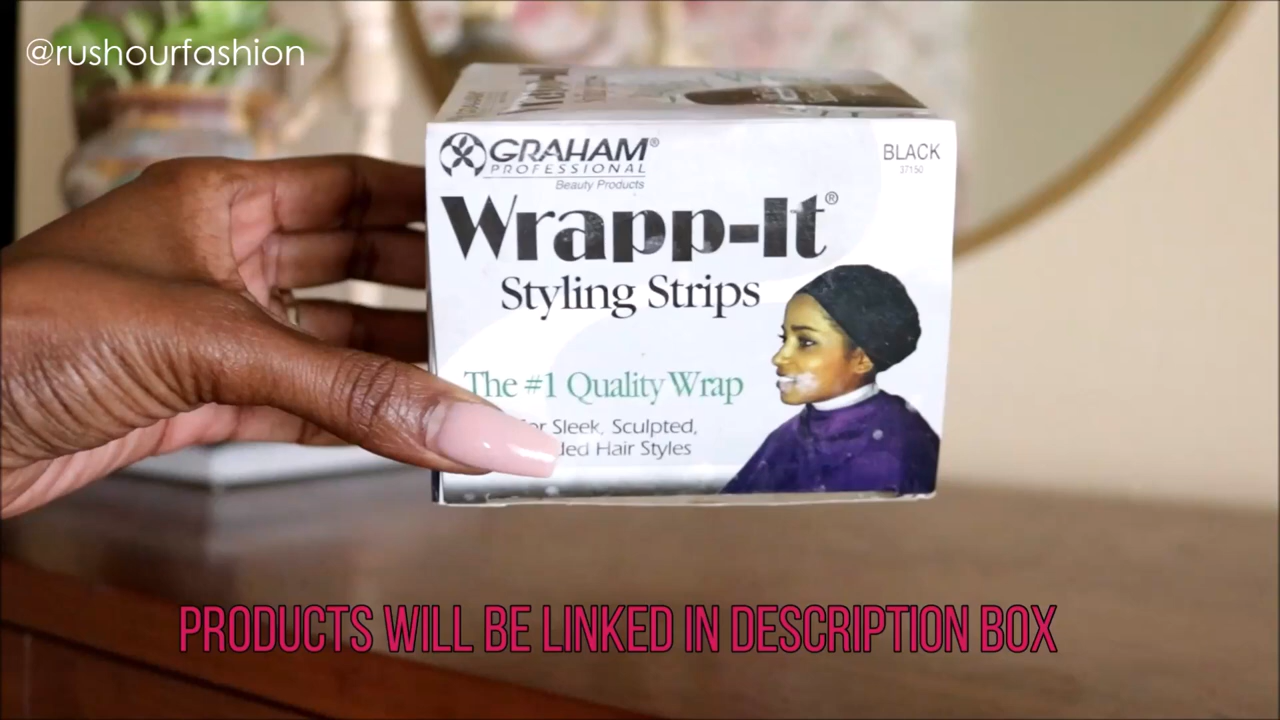 @rushourfashion
GRAHAM®
PROFESSIONAL
Beauty Products
BLACK
37150
Wrapp-It®
Styling Strips
The #1 Quality Wrap
Sleek, Sculpted,
Hair Styles
PRODUCTS WILL BE LINKED IN DESCRIPTION BOX